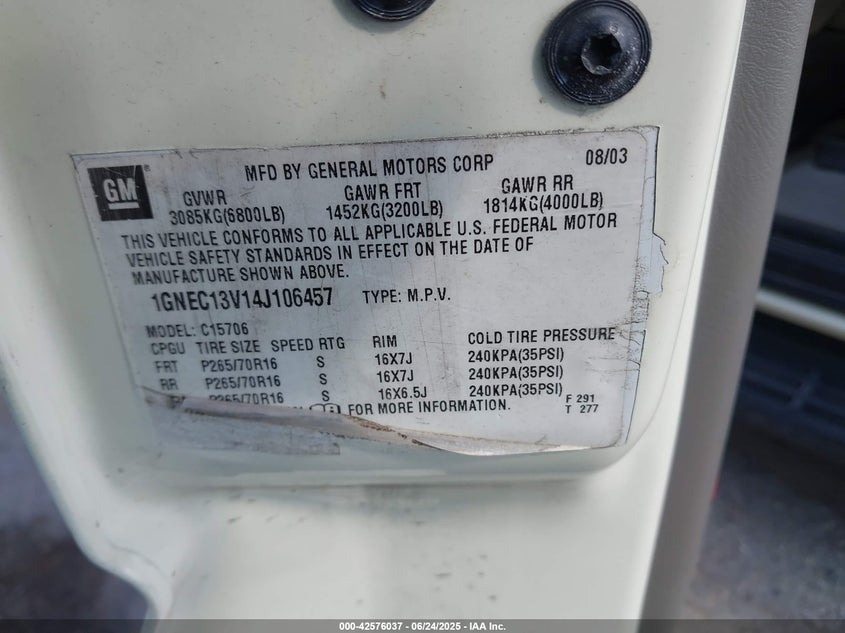 GM
MFD BY GENERAL MOTORS CORP 08/03
GVWR GAWR FRT GAWR RR
3085KG(6800LB) 1452KG(3200LB) 1814KG(4000LB)
THIS VEHICLE CONFORMS TO ALL APPLICABLE U.S. FEDERAL MOTOR
VEHICLE SAFETY STANDARDS IN EFFECT ON THE DATE OF
MANUFACTURE SHOWN ABOVE.
1GNEC13V14J106457 TYPE: M.P.V.
MODEL: C15706
CPGU TIRE SIZE SPEED RTG RIM COLD TIRE PRESSURE
FRT P265/70R16 S 16X7J 240KPA(35PSI)
RR P265/70R16 S 16X7J 240KPA(35PSI)
P265/70R16 S 16X6.5J 240KPA(35PSI)
FOR MORE INFORMATION. F 291
T 277
000-42576037 - 06/24/2025 - IAA Inc.